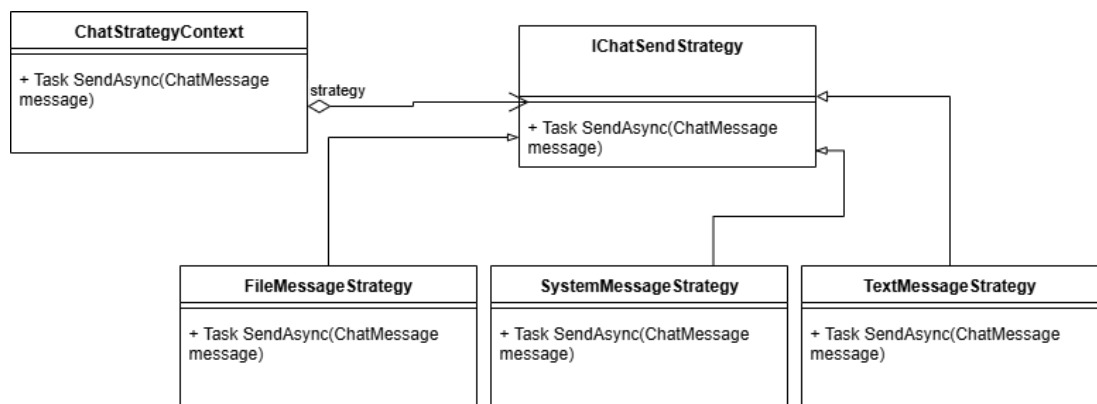 ChatStrategyContext
+ Task SendAsync(ChatMessage
message)
strategy
IChatSendStrategy
+ Task SendAsync(ChatMessage
message)
FileMessageStrategy
+ Task SendAsync(ChatMessage
message)
SystemMessageStrategy
+ Task SendAsync(ChatMessage
message)
TextMessageStrategy
+ Task SendAsync(ChatMessage
message)